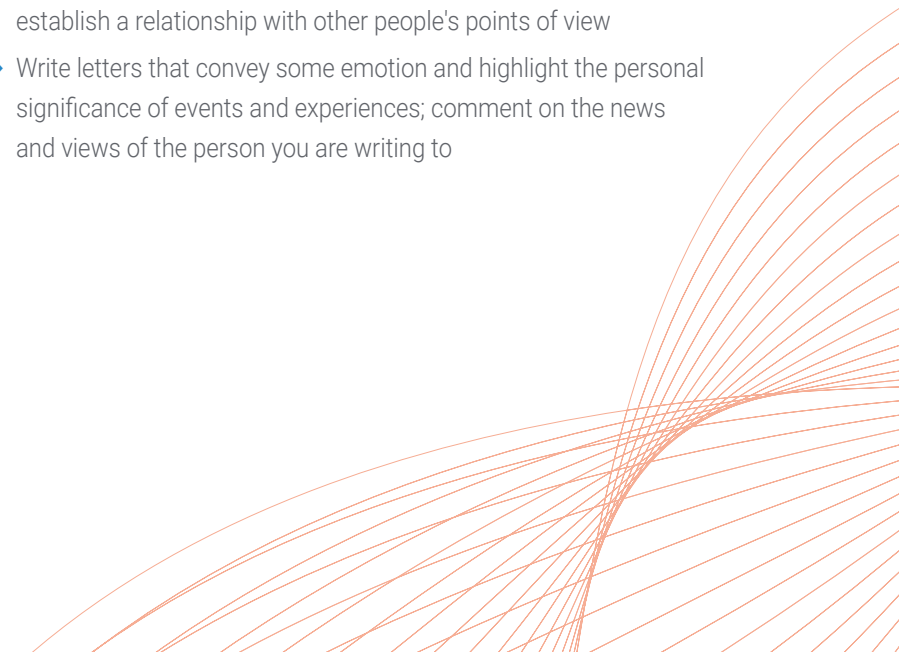 establish a relationship with other people's points of view
Write letters that convey some emotion and highlight the personal
significance of events and experiences; comment on the news
and views of the person you are writing to